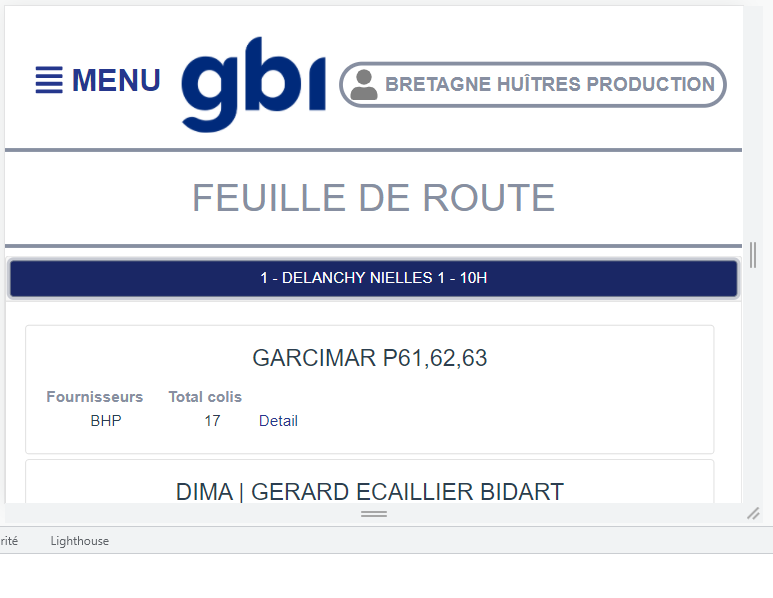 MENU
gbi
BRETAGNE HUÎTRES PRODUCTION
FEUILLE DE ROUTE
1 - DELANCHY NIELLES 1 - 10H
GARCIMAR P61,62,63
Fournisseurs Total colis
BHP 17 Detail
DIMA | GERARD ECAILLIER BIDART
rité Lighthouse